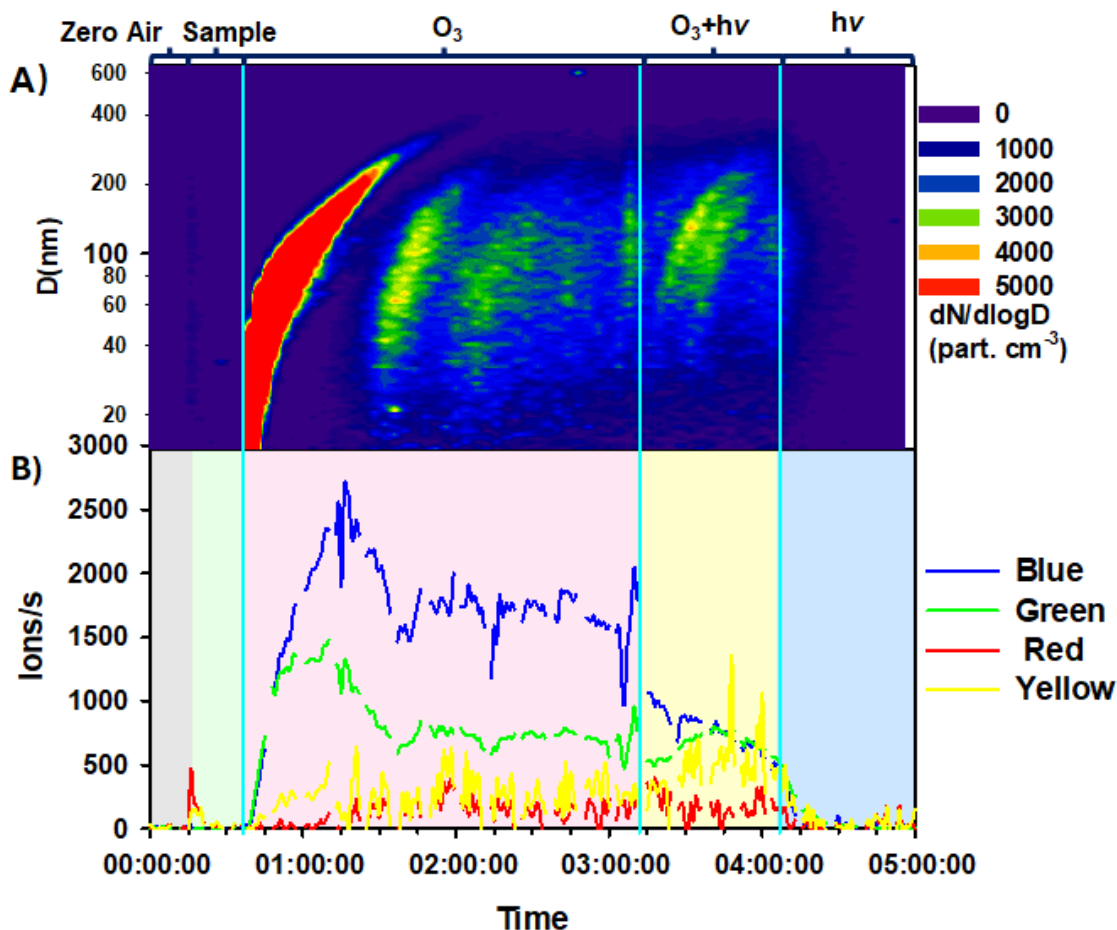 Zero Air Sample O₃ O₃+hv hv
A)
600
400
200
100
80
60
40
20
D(nm)
0
1000
2000
3000
4000
5000
dN/dlogD
(part. cm⁻³)
B)
3000
2500
2000
1500
1000
500
0
Ions/s
Blue
Green
Red
Yellow
00:00:00 01:00:00 02:00:00 03:00:00 04:00:00 05:00:00
Time